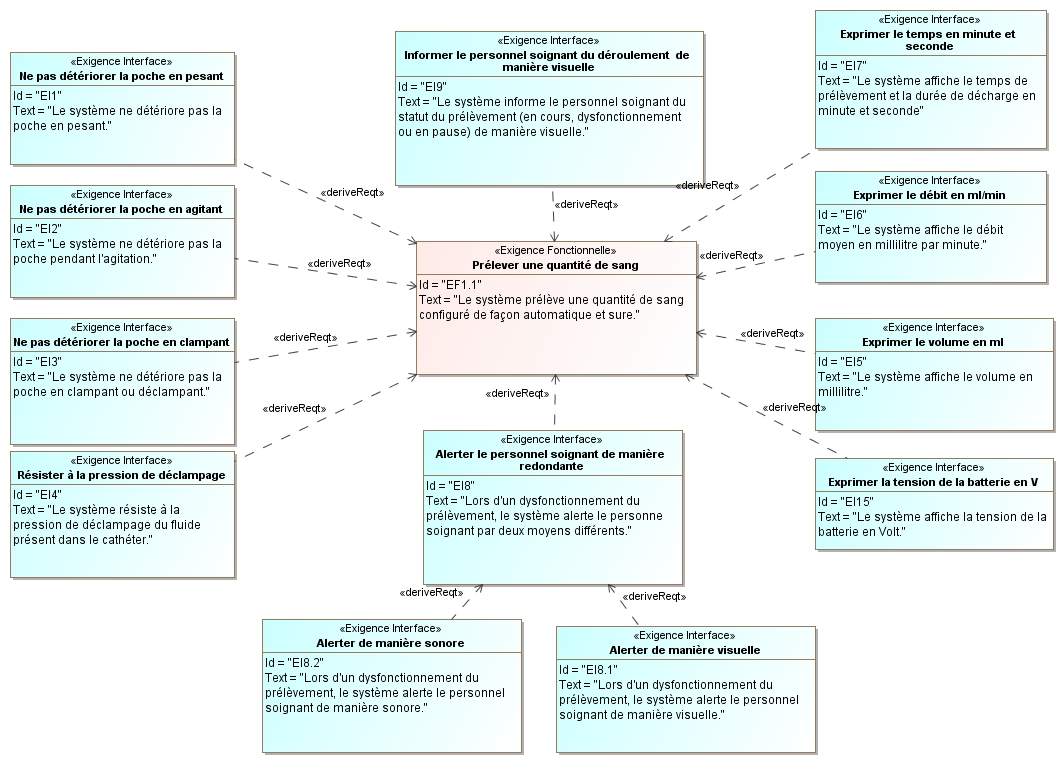 «Exigence Interface»
Ne pas détériorer la poche en pesant
Id = "EI1"
Text = "Le système ne détériore pas la
poche en pesant."
«Exigence Interface»
Informer le personnel soignant du déroulement de
manière visuelle
Id = "EI9"
Text = "Le système informe le personnel soignant du
statut du prélèvement (en cours, dysfonctionnement
ou en pause) de manière visuelle."
«Exigence Interface»
Exprimer le temps en minute et
seconde
Id = "EI7"
Text = "Le système affiche le temps de
prélèvement et la durée de décharge en
minute et seconde"
«deriveReqt»
«deriveReqt»
«deriveReqt»
«Exigence Interface»
Ne pas détériorer la poche en agitant
Id = "EI2"
Text = "Le système ne détériore pas la
poche pendant l'agitation."
«Exigence Interface»
Exprimer le débit en ml/min
Id = "EI6"
Text = "Le système affiche le débit
moyen en millilitre par minute."
«deriveReqt»
«deriveReqt»
«Exigence Fonctionnelle»
Prélever une quantité de sang
Id = "EF1.1"
Text = "Le système prélève une quantité de sang
configuré de façon automatique et sure."
«Exigence Interface»
Ne pas détériorer la poche en clampant
Id = "EI3"
Text = "Le système ne détériore pas la
poche en clampant ou déclampant."
«deriveReqt»
«deriveReqt»
«Exigence Interface»
Exprimer le volume en ml
Id = "EI5"
Text = "Le système affiche le volume en
millilitre."
«deriveReqt»
«deriveReqt»
«deriveReqt»
«Exigence Interface»
Résister à la pression de déclampage
Id = "EI4"
Text = "Le système résiste à la
pression de déclampage du fluide
présent dans le cathéter."
«Exigence Interface»
Alerter le personnel soignant de manière
redondante
Id = "EI8"
Text = "Lors d'un dysfonctionnement du
prélèvement, le système alerte le personne
soignant par deux moyens différents."
«Exigence Interface»
Exprimer la tension de la batterie en V
Id = "EI15"
Text = "Le système affiche la tension de la
batterie en Volt."
«deriveReqt»
«deriveReqt»
«Exigence Interface»
Alerter de manière sonore
Id = "EI8.2"
Text = "Lors d'un dysfonctionnement du
prélèvement, le système alerte le personnel
soignant de manière sonore."
«Exigence Interface»
Alerter de manière visuelle
Id = "EI8.1"
Text = "Lors d'un dysfonctionnement du
prélèvement, le système alerte le personnel
soignant de manière visuelle."